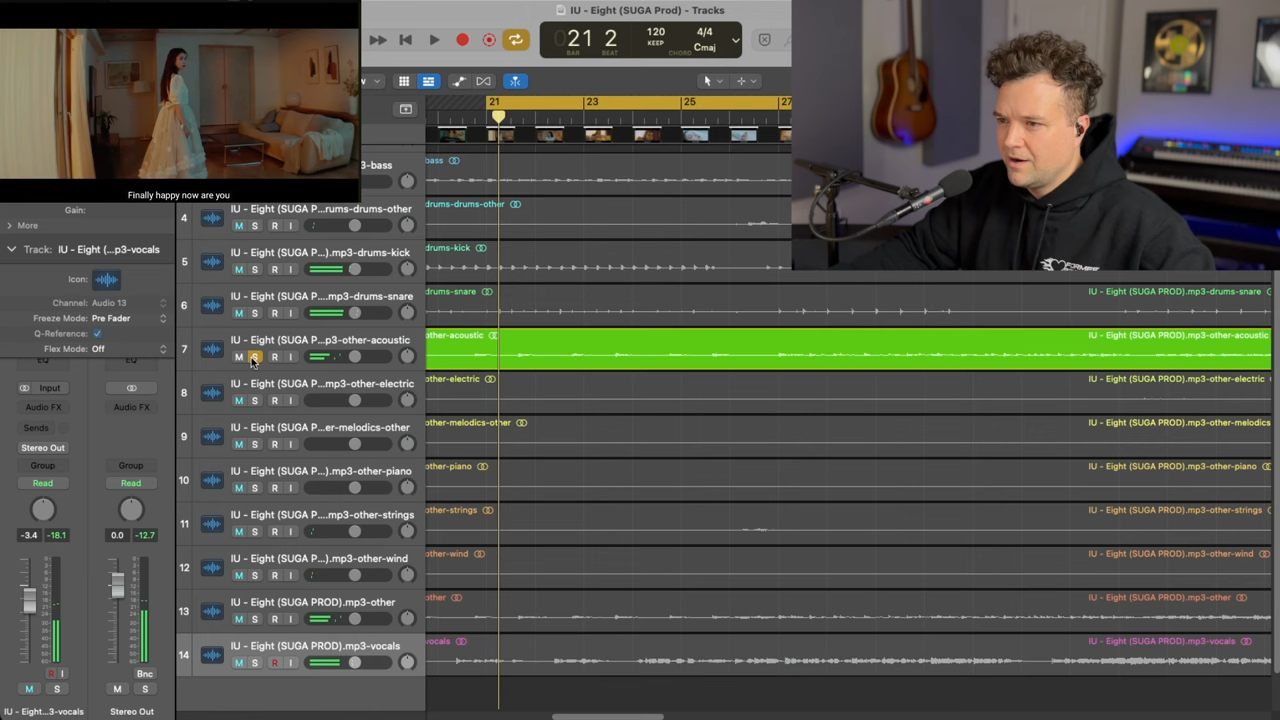 IU - Eight (SUGA Prod) - Tracks
21 2
BAR
BEAT
120
KEEP
4/4
Cmaj
CHORD
21
23
25
27
Finally happy now are you
Gain:
More
Track: IU - Eight (...p3-vocals
Icon:
Channel: Audio 13
Freeze Mode: Pre Fader
Q-Reference:
Flex Mode: Off
EQ
EQ
Input
Audio FX
Audio FX
Sends
Stereo Out
Group
Group
Read
Read
-3.4
-18.1
0.0
-12.7
R I
Bnc
M S
M S
IU - Eight...p3-vocals
Stereo Out
3-bass
bass
4
IU - Eight (SUGA P...rums-drums-other
M S R I
drums-drums-other
5
IU - Eight (SUGA P...).mp3-drums-kick
M S R I
drums-kick
6
IU - Eight (SUGA P....mp3-drums-snare
M S R I
drums-snare
IU - Eight (SUGA PROD).mp3-drums-snare
7
IU - Eight (SUGA P...p3-other-acoustic
M S R I
other-acoustic
IU - Eight (SUGA PROD).mp3-other-acoustic
8
IU - Eight (SUGA P...mp3-other-electric
M S R I
other-electric
IU - Eight (SUGA PROD).mp3-other-electric
9
IU - Eight (SUGA P...er-melodics-other
M S R I
other-melodics-other
IU - Eight (SUGA PROD).mp3-other-melodics
10
IU - Eight (SUGA P...).mp3-other-piano
M S R I
other-piano
IU - Eight (SUGA PROD).mp3-other-piano
11
IU - Eight (SUGA P....mp3-other-strings
M S R I
other-strings
IU - Eight (SUGA PROD).mp3-other-strings
12
IU - Eight (SUGA P...).mp3-other-wind
M S R I
other-wind
IU - Eight (SUGA PROD).mp3-other-wind
13
IU - Eight (SUGA PROD).mp3-other
M S R I
other
IU - Eight (SUGA PROD).mp3-other
14
IU - Eight (SUGA PROD).mp3-vocals
M S R I
vocals
IU - Eight (SUGA PROD).mp3-vocals